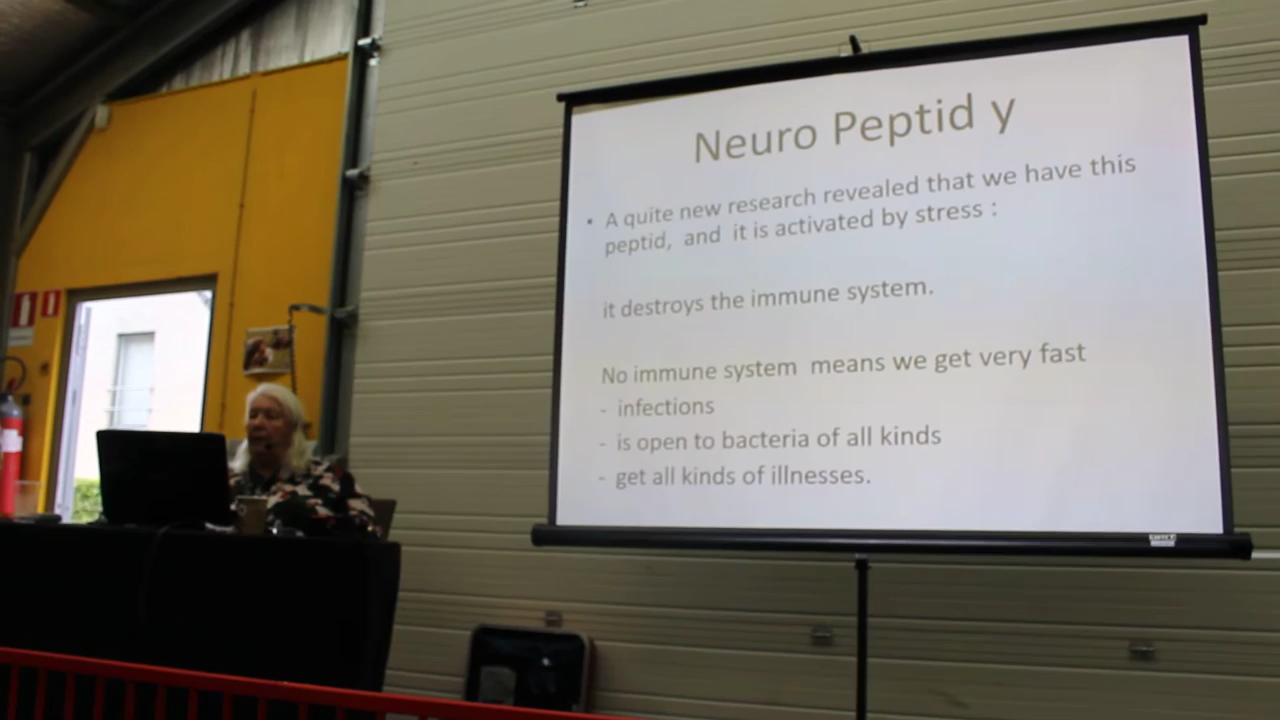 Neuro Peptid y
• A quite new research revealed that we have this
peptid, and it is activated by stress :
it destroys the immune system.
No immune system means we get very fast
- infections
- is open to bacteria of all kinds
- get all kinds of illnesses.